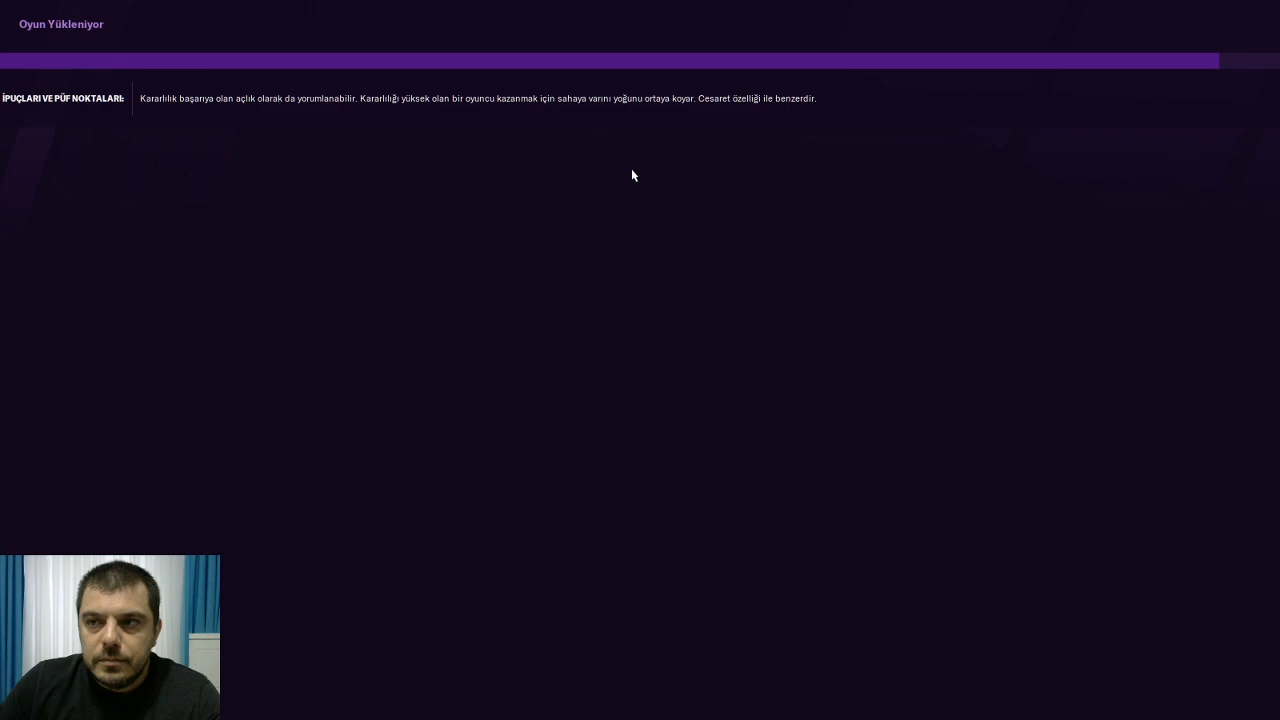 Oyun Yükleniyor
İPUÇLARI VE PÜF NOKTALARI:
Kararlılık başarıya olan açlık olarak da yorumlanabilir. Kararlılığı yüksek olan bir oyuncu kazanmak için sahaya varını yoğunu ortaya koyar. Cesaret özelliği ile benzerdir.